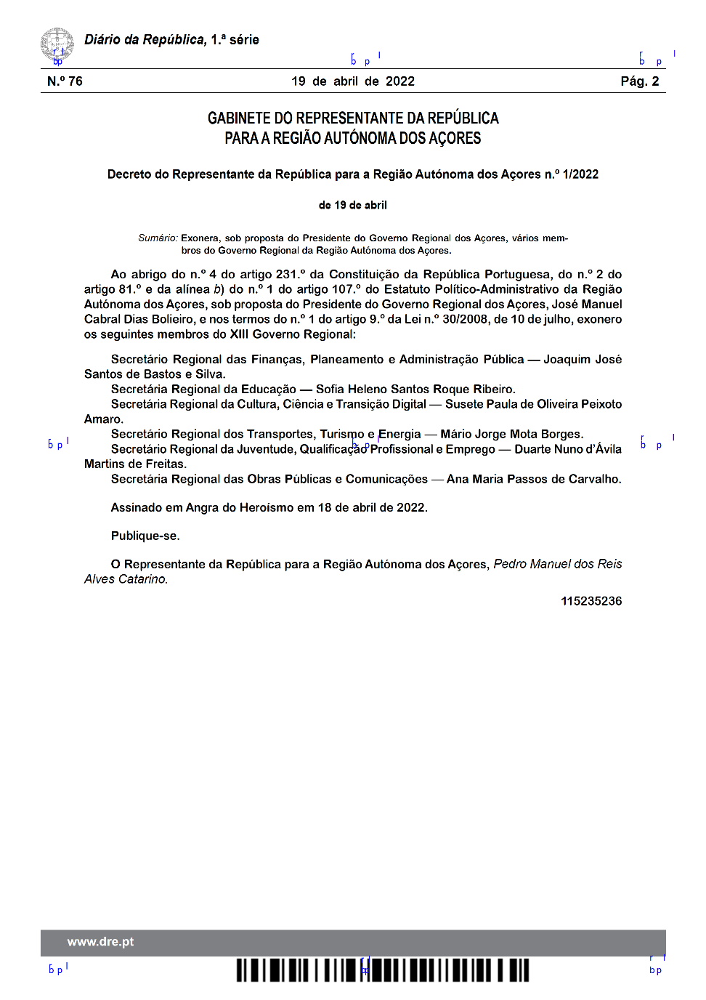 Diário da República, 1.ª série
N.º 76 19 de abril de 2022 Pág. 2
GABINETE DO REPRESENTANTE DA REPÚBLICA
PARA A REGIÃO AUTÓNOMA DOS AÇORES
Decreto do Representante da República para a Região Autónoma dos Açores n.º 1/2022
de 19 de abril
Sumário: Exonera, sob proposta do Presidente do Governo Regional dos Açores, vários mem-
bros do Governo Regional da Região Autónoma dos Açores.
Ao abrigo do n.º 4 do artigo 231.º da Constituição da República Portuguesa, do n.º 2 do
artigo 81.º e da alínea b) do n.º 1 do artigo 107.º do Estatuto Político-Administrativo da Região
Autónoma dos Açores, sob proposta do Presidente do Governo Regional dos Açores, José Manuel
Cabral Dias Bolieiro, e nos termos do n.º 1 do artigo 9.º da Lei n.º 30/2008, de 10 de julho, exonero
os seguintes membros do XIII Governo Regional:
Secretário Regional das Finanças, Planeamento e Administração Pública — Joaquim José
Santos de Bastos e Silva.
Secretária Regional da Educação — Sofia Heleno Santos Roque Ribeiro.
Secretária Regional da Cultura, Ciência e Transição Digital — Susete Paula de Oliveira Peixoto
Amaro.
Secretário Regional dos Transportes, Turismo e Energia — Mário Jorge Mota Borges.
Secretário Regional da Juventude, Qualificação Profissional e Emprego — Duarte Nuno d’Ávila
Martins de Freitas.
Secretária Regional das Obras Públicas e Comunicações — Ana Maria Passos de Carvalho.
Assinado em Angra do Heroísmo em 18 de abril de 2022.
Publique-se.
O Representante da República para a Região Autónoma dos Açores, Pedro Manuel dos Reis
Alves Catarino.
115235236
www.dre.pt